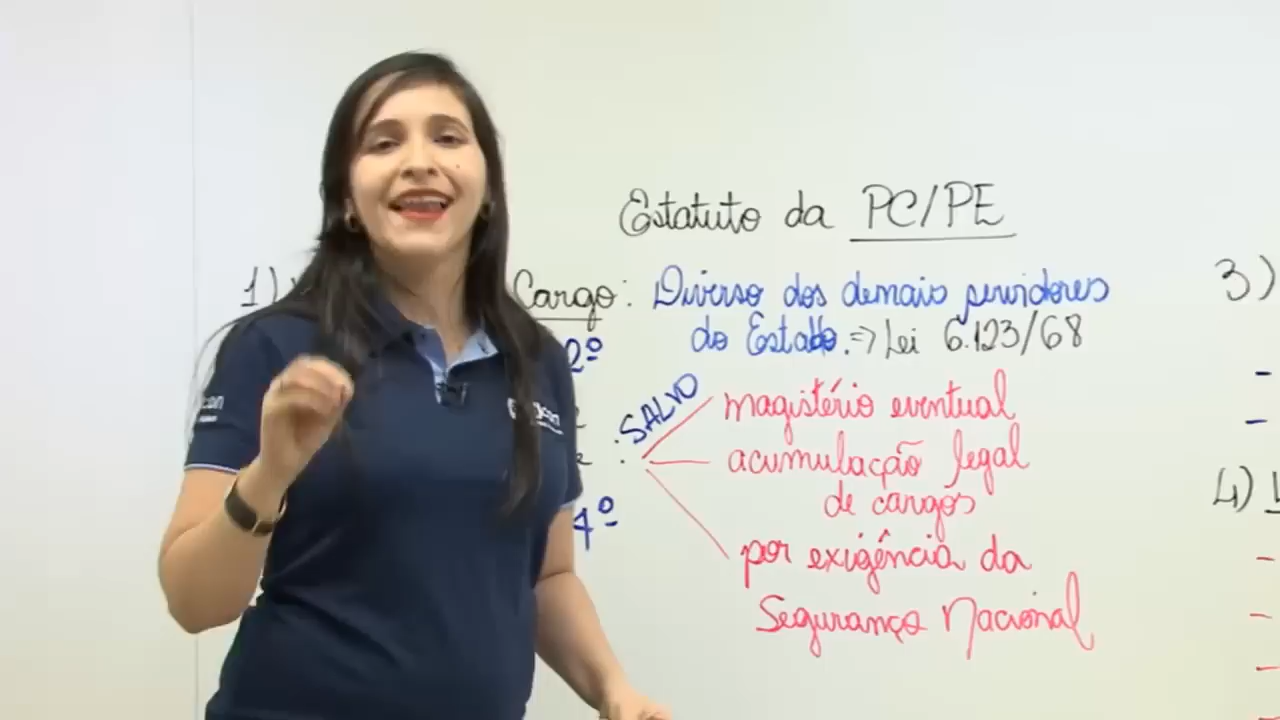 Estatuto da PC/PE
1)
Cargo: Diverso dos demais servidores
do Estado. => Lei 6.123/68
2º
SALVO
magistério eventual
:
acumulação legal
de cargos
4º
por exigência da
Segurança Nacional
3)
-
-
4)
-
-
-